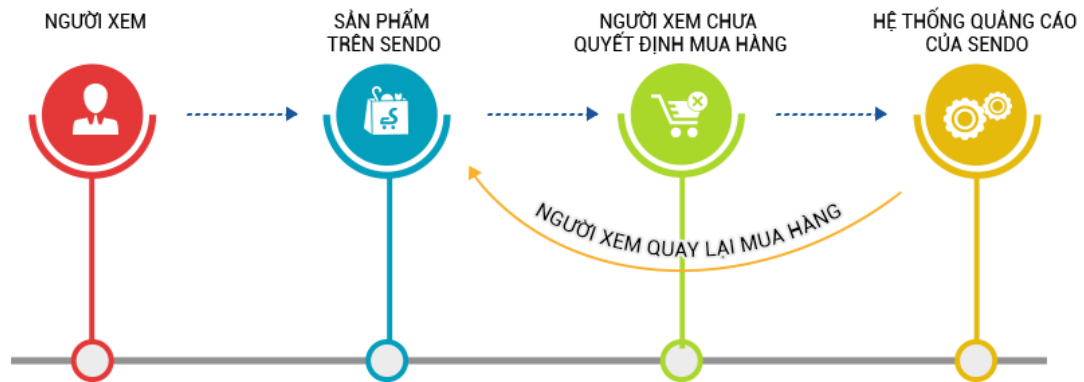 NGƯỜI XEM
SẢN PHẨM
TRÊN SENDO
NGƯỜI XEM CHƯA
QUYẾT ĐỊNH MUA HÀNG
HỆ THỐNG QUẢNG CÁO
CỦA SENDO
NGƯỜI XEM QUAY LẠI MUA HÀNG